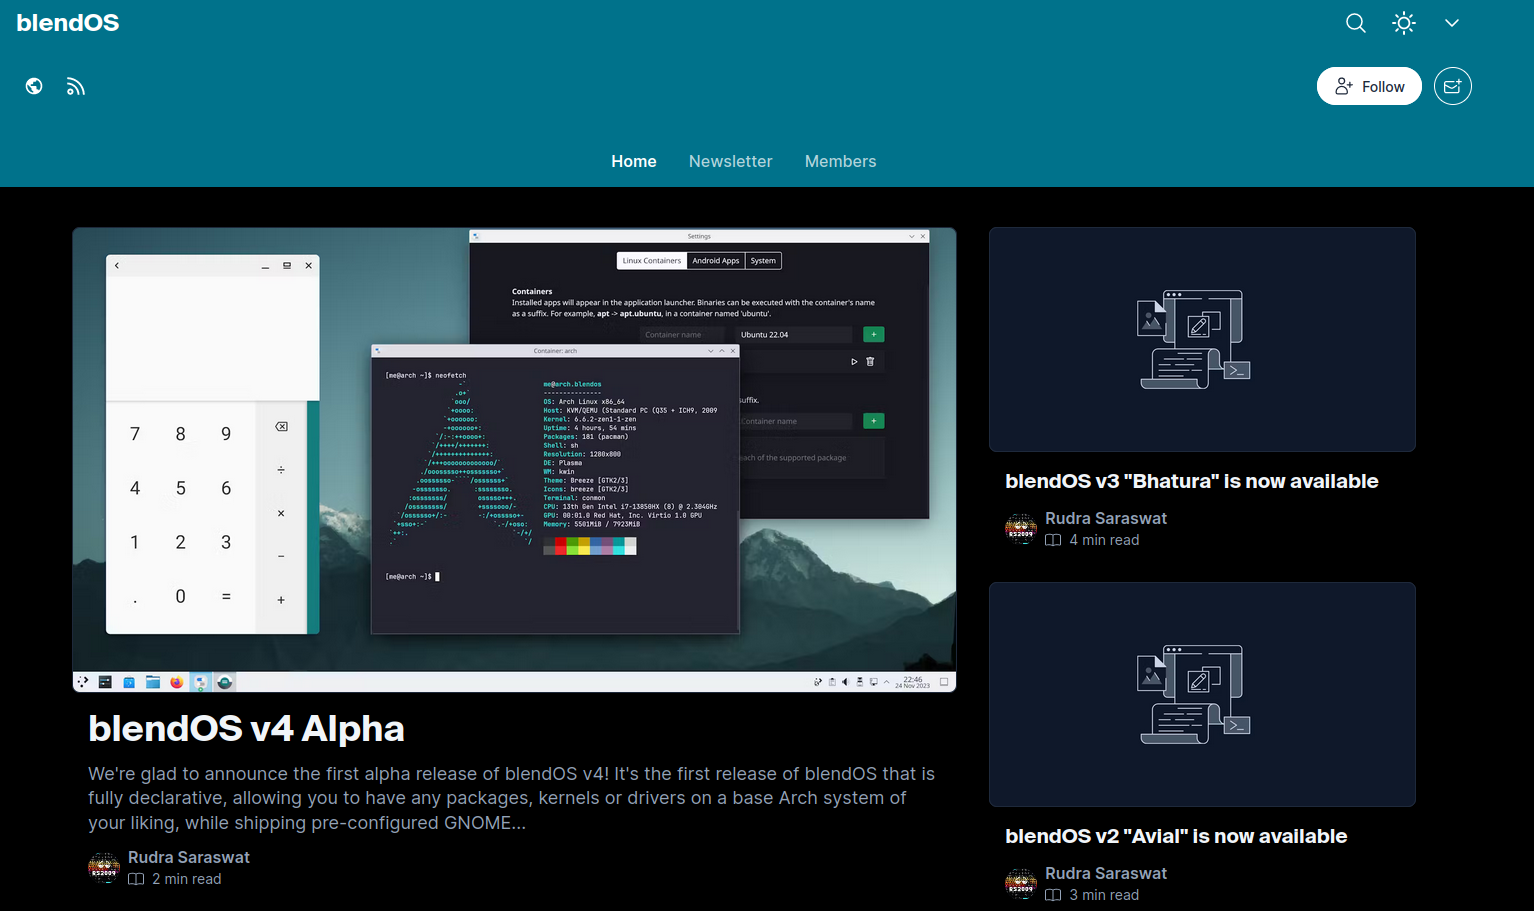 blendOS
Follow
Home Newsletter Members
Settings
Linux Containers Android Apps System
Containers
Installed apps will appear in the application launcher. Binaries can be executed with the container's name
as a suffix. For example, apt -> apt.ubuntu, in a container named 'ubuntu'.
Container name Ubuntu 22.04 +
uffix.
Container name +
each of the supported package
7 8 9
÷
4 5 6
×
1 2 3
−
. 0 = +
Container: arch
[me@arch ~]$ neofetch
me@arch.blendos
---------------
OS: Arch Linux x86_64
Host: KVM/QEMU (Standard PC (Q35 + ICH9, 2009
Kernel: 6.6.2-zen1-1-zen
Uptime: 4 hours, 54 mins
Packages: 181 (pacman)
Shell: sh
Resolution: 1280x800
DE: Plasma
WM: kwin
Theme: Breeze [GTK2/3]
Icons: breeze [GTK2/3]
Terminal: conmon
CPU: 13th Gen Intel i7-13850HX (8) @ 2.304GHz
GPU: 00:01.0 Red Hat, Inc. Virtio 1.0 GPU
Memory: 5501MiB / 7923MiB
[me@arch ~]$
22:46
24 Nov 2023
blendOS v4 Alpha
We're glad to announce the first alpha release of blendOS v4! It's the first release of blendOS that is
fully declarative, allowing you to have any packages, kernels or drivers on a base Arch system of
your liking, while shipping pre-configured GNOME...
RS2009
Rudra Saraswat
2 min read
blendOS v3 "Bhatura" is now available
RS2009
Rudra Saraswat
4 min read
blendOS v2 "Avial" is now available
RS2009
Rudra Saraswat
3 min read